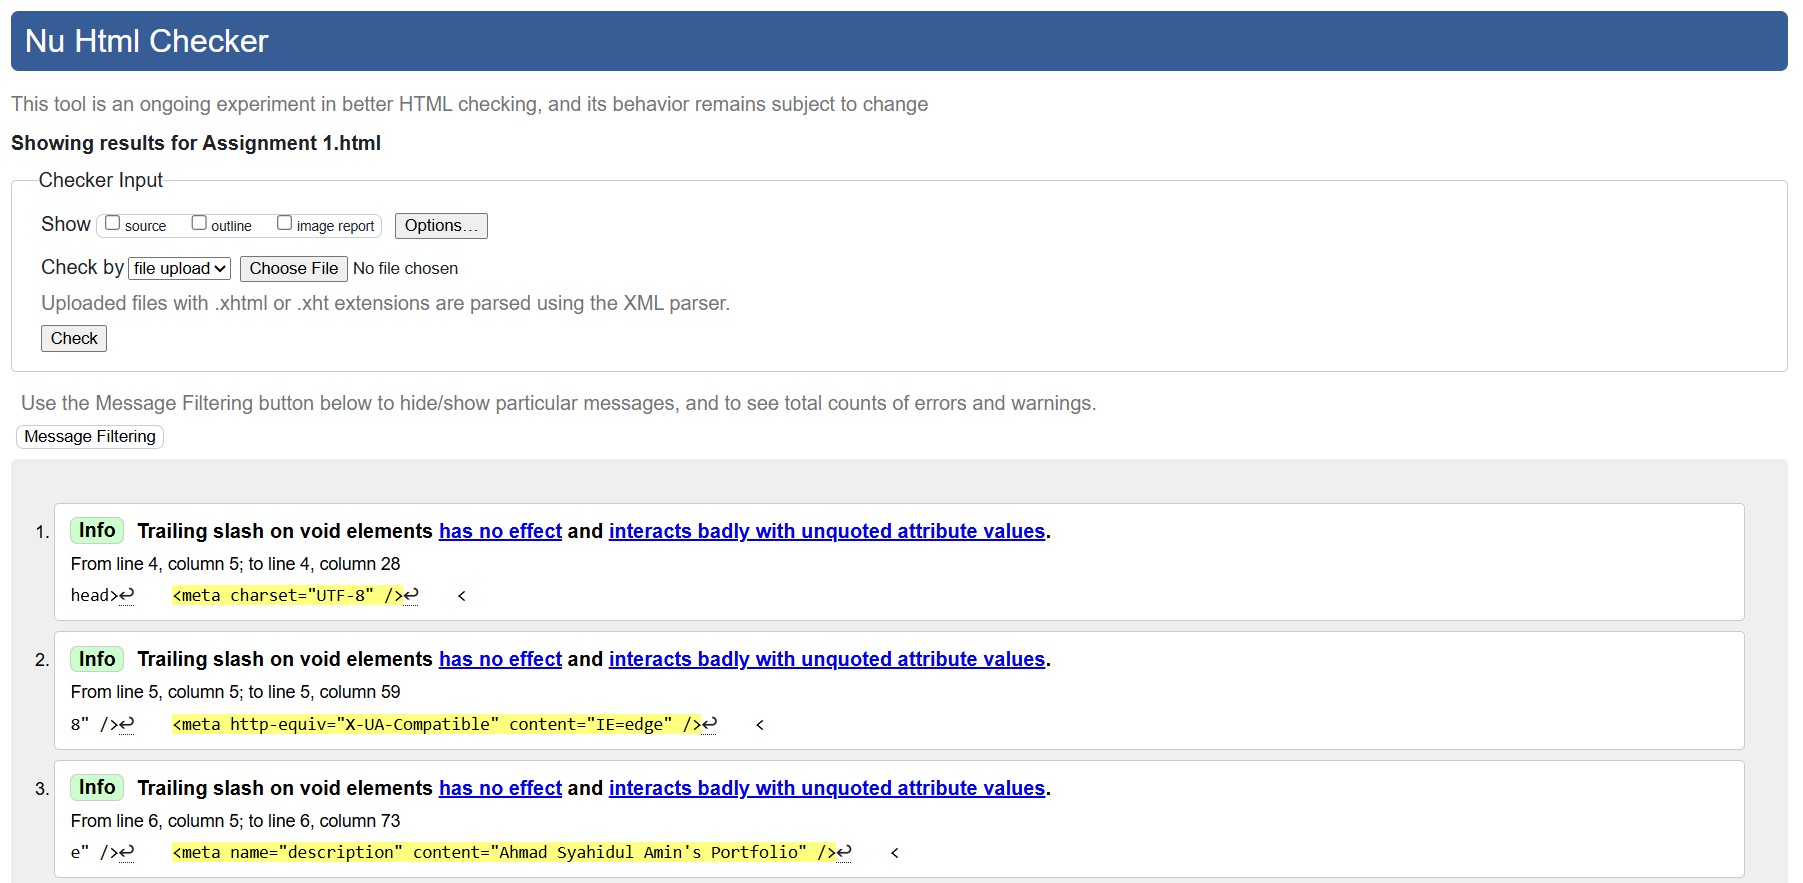 Nu Html Checker
This tool is an ongoing experiment in better HTML checking, and its behavior remains subject to change
Showing results for Assignment 1.html
Checker Input
Show source outline image report Options...
Check by file upload Choose File No file chosen
Uploaded files with .xhtml or .xht extensions are parsed using the XML parser.
Check
Use the Message Filtering button below to hide/show particular messages, and to see total counts of errors and warnings.
Message Filtering
1. Info Trailing slash on void elements has no effect and interacts badly with unquoted attribute values.
From line 4, column 5; to line 4, column 28
head>↩ <meta charset="UTF-8" />↩ <
2. Info Trailing slash on void elements has no effect and interacts badly with unquoted attribute values.
From line 5, column 5; to line 5, column 59
8" />↩ <meta http-equiv="X-UA-Compatible" content="IE=edge" />↩ <
3. Info Trailing slash on void elements has no effect and interacts badly with unquoted attribute values.
From line 6, column 5; to line 6, column 73
e" />↩ <meta name="description" content="Ahmad Syahidul Amin's Portfolio" />↩ <